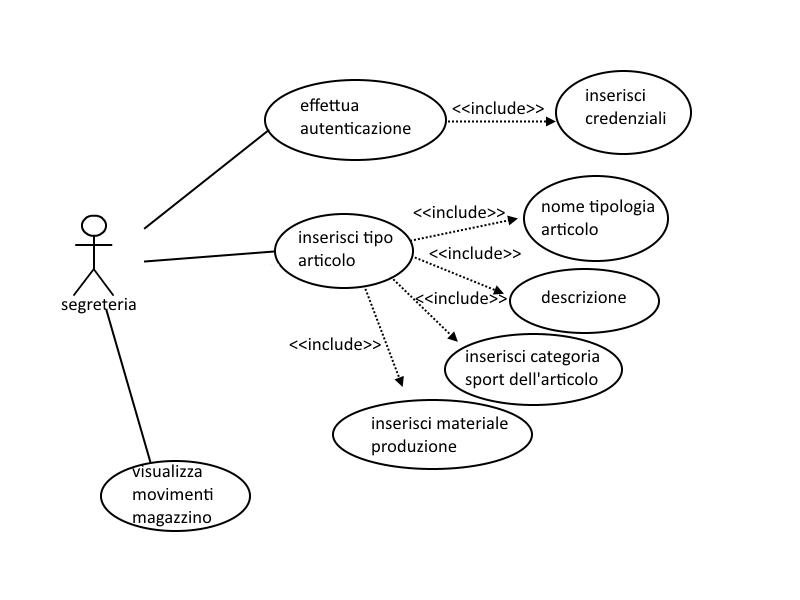 effettua
autenticazione
<<include>>
inserisci
credenziali
inserisci tipo
articolo
<<include>>
nome tipologia
articolo
<<include>>
descrizione
<<include>>
inserisci categoria
sport dell'articolo
<<include>>
inserisci materiale
produzione
segreteria
visualizza
movimenti
magazzino